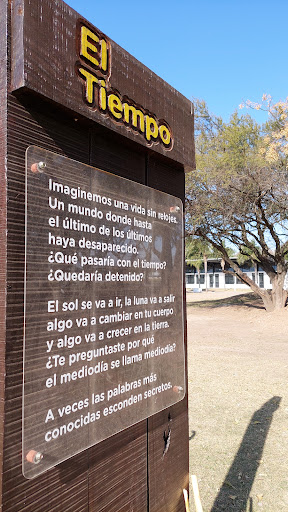 El
Tiempo
Imaginemos una vida sin relojes.
Un mundo donde hasta
el último de los últimos
haya desaparecido.
¿Qué pasaría con el tiempo?
¿Quedaría detenido?
El sol se va a ir, la luna va a salir
algo va a cambiar en tu cuerpo
y algo va a crecer en la tierra.
¿Te preguntaste por qué
el mediodía se llama mediodía?
A veces las palabras más
conocidas esconden secretos.